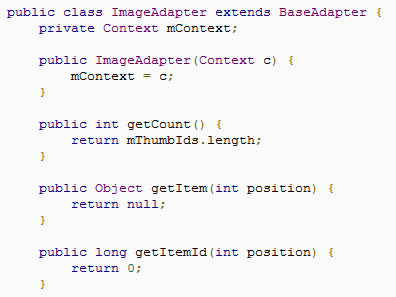 public class ImageAdapter extends BaseAdapter {
    private Context mContext;

    public ImageAdapter(Context c) {
        mContext = c;
    }

    public int getCount() {
        return mThumbIds.length;
    }

    public Object getItem(int position) {
        return null;
    }

    public long getItemId(int position) {
        return 0;
    }